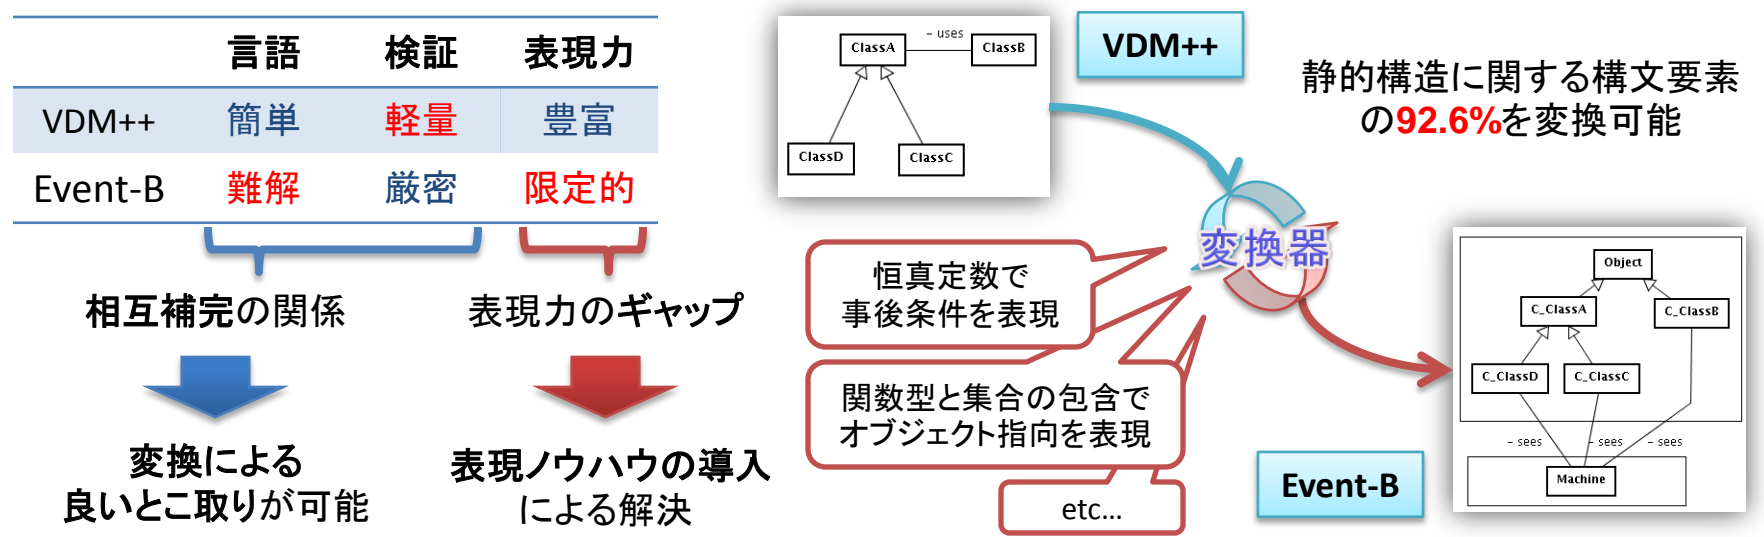 言語 検証 表現力
VDM++ 簡単 軽量 豊富
Event-B 難解 厳密 限定的
相互補完の関係
表現力のギャップ
変換による
良いとこ取りが可能
表現ノウハウの導入
による解決
ClassA
- uses
ClassB
ClassD
ClassC
VDM++
静的構造に関する構文要素
の92.6%を変換可能
変換器
恒真定数で
事後条件を表現
関数型と集合の包含で
オブジェクト指向を表現
etc…
Event-B
Object
C_ClassA
C_ClassB
C_ClassD
C_ClassC
- sees
- sees
- sees
Machine